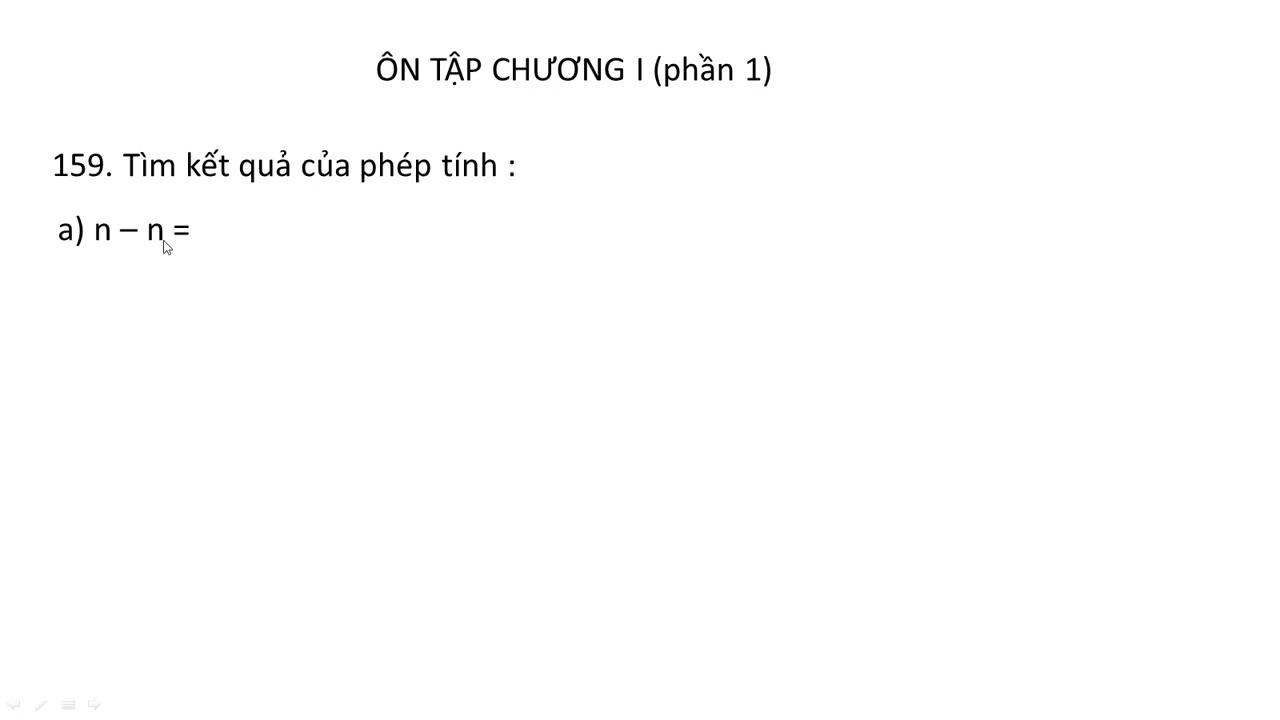 ÔN TẬP CHƯƠNG I (phần 1)
159. Tìm kết quả của phép tính :
a) n – n =